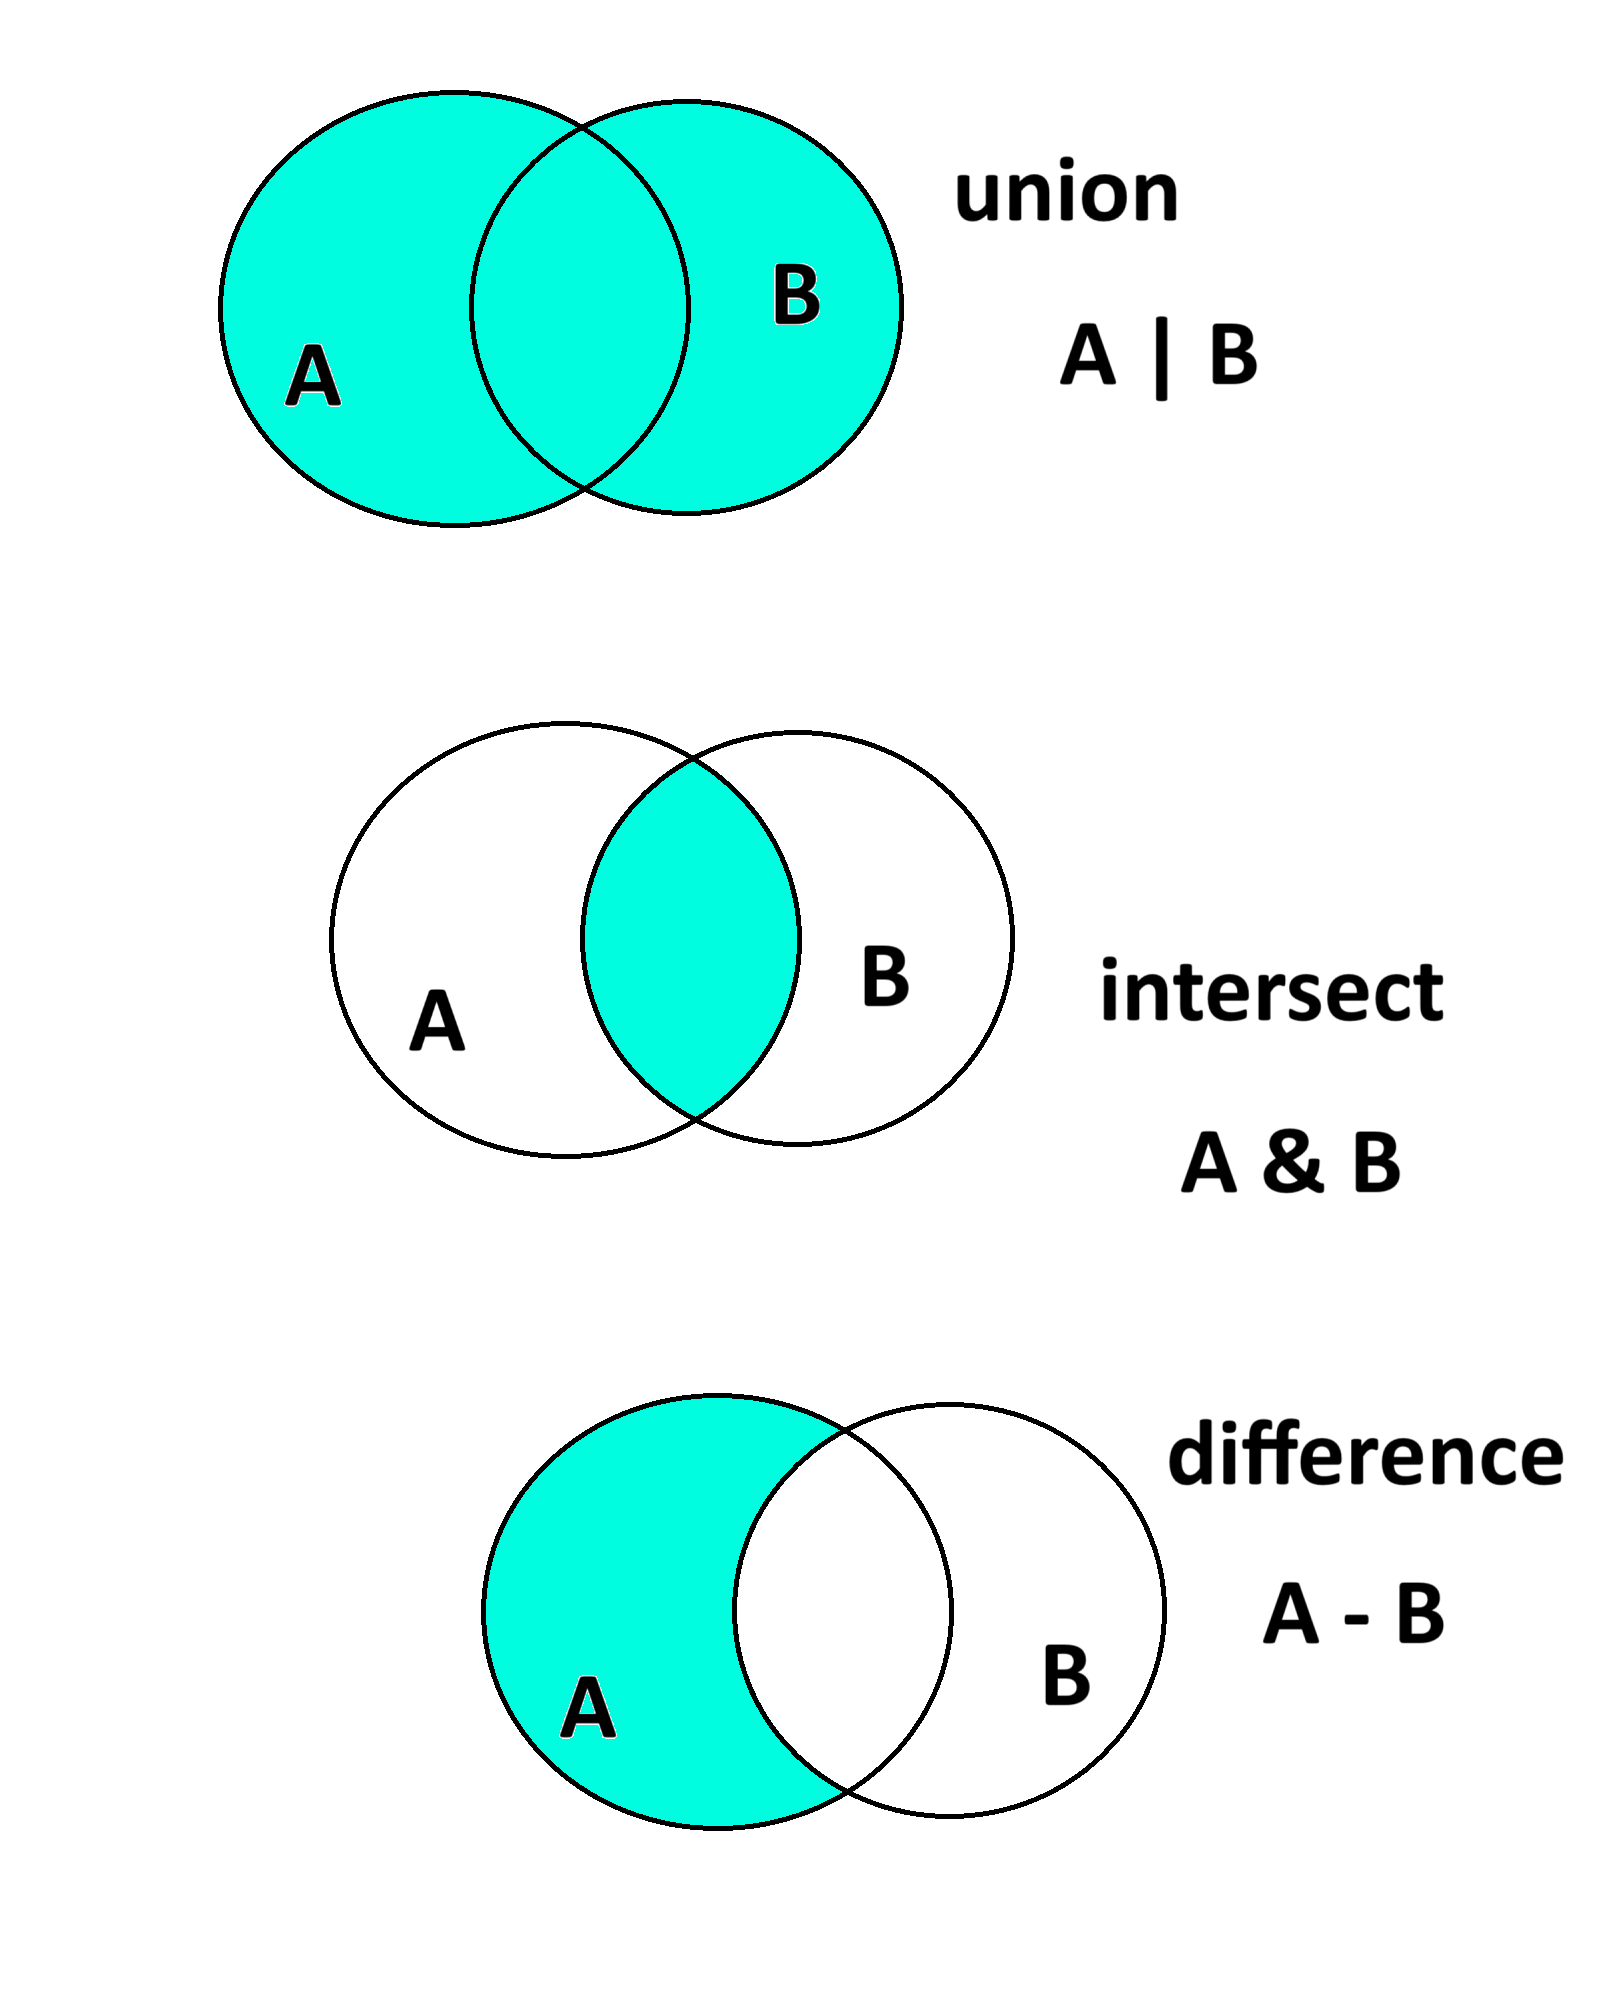 union
B
A | B
A
B
intersect
A
A & B
difference
A - B
B
A